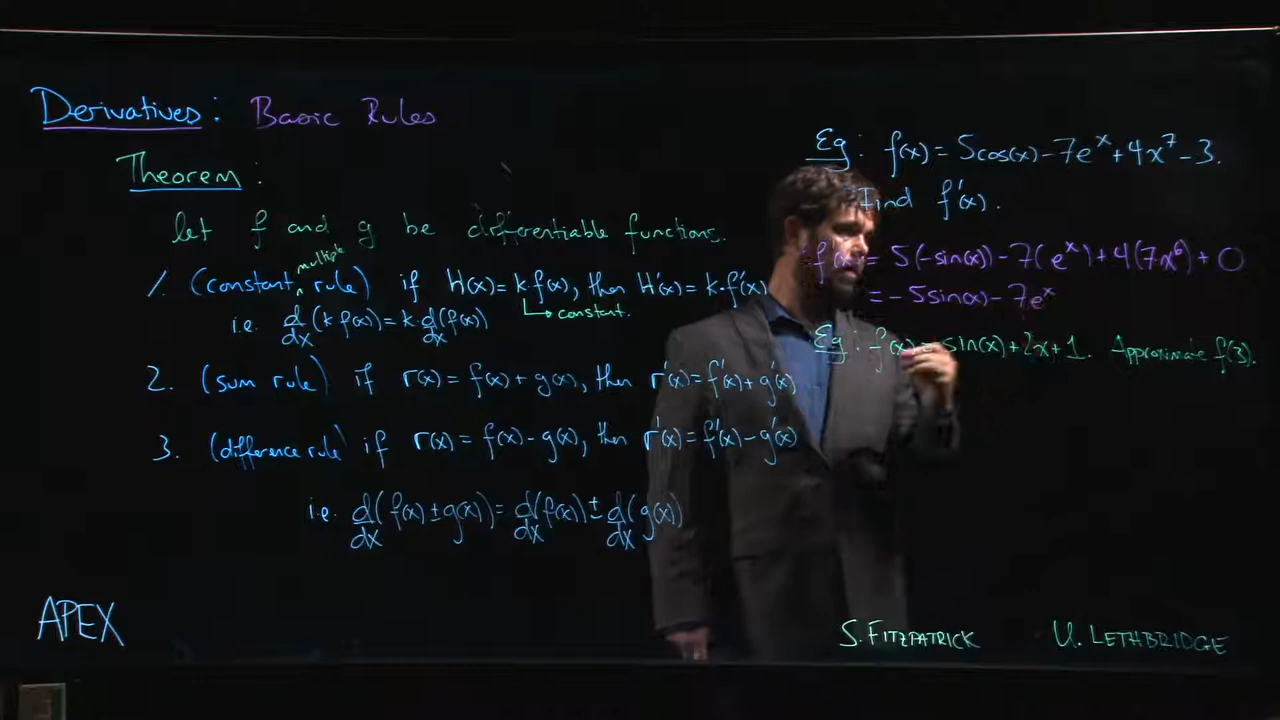 Derivatives: Basic Rules
Theorem:
let f and g be differentiable functions.
1. (constant multiple rule) if H(x) = k·f(x), then H'(x) = k·f'(x)
↳ constant.
i.e. d/dx (k f(x)) = k·d/dx (f(x))
2. (sum rule) if r(x) = f(x) + g(x), then r'(x) = f'(x) + g'(x)
3. (difference rule) if r(x) = f(x) - g(x), then r'(x) = f'(x) - g'(x)
i.e. d/dx (f(x) ± g(x)) = d/dx (f(x)) ± d/dx (g(x))
Eg: f(x) = 5cos(x) - 7e^x + 4x^7 - 3.
Find f'(x).
f'(x) = 5(-sin(x)) - 7(e^x) + 4(7x^6) + 0
= -5sin(x) - 7e^x
Eg: f(x) = sin(x) + 2x + 1. Approximate f(3).
APEX
S. FITZPATRICK U. LETHBRIDGE